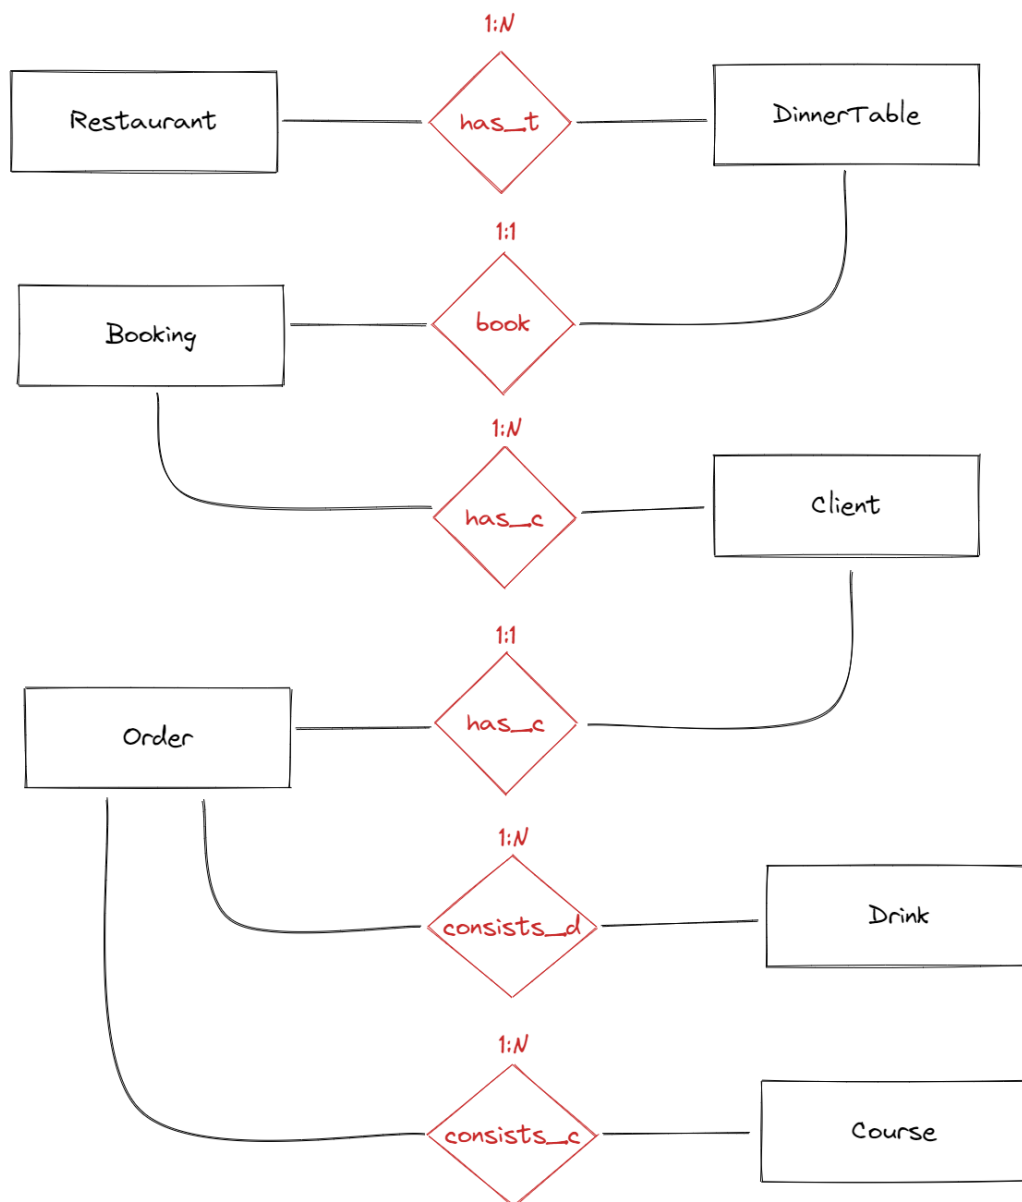 1:N
Restaurant
has_t
DinnerTable
1:1
Booking
book
1:N
has_c
Client
1:1
Order
has_c
1:N
consists_d
Drink
1:N
consists_c
Course